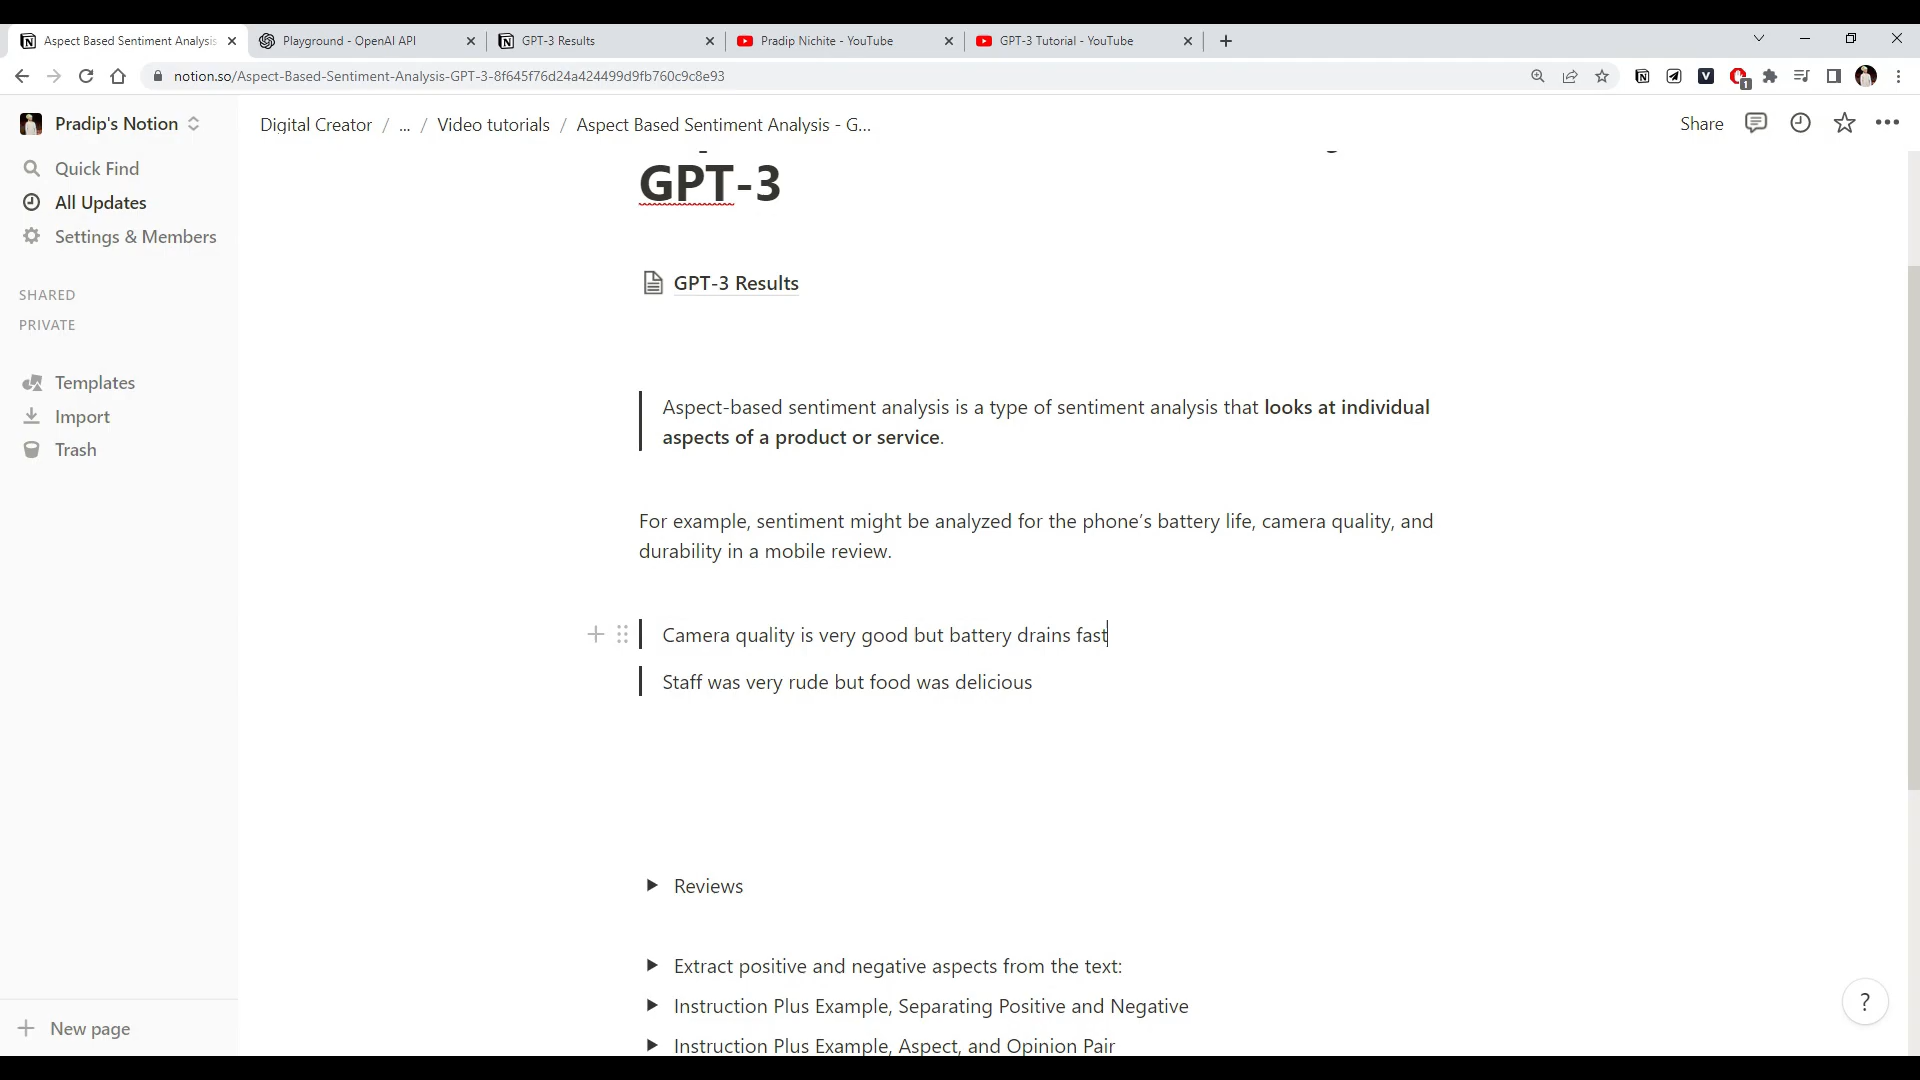 Aspect Based Sentiment Analysis
Playground - OpenAI API
GPT-3 Results
Pradip Nichite - YouTube
GPT-3 Tutorial - YouTube
notion.so/Aspect-Based-Sentiment-Analysis-GPT-3-8f645f76d24a424499d9fb760c9c8e93
1
Pradip's Notion
Digital Creator / ... / Video tutorials / Aspect Based Sentiment Analysis - G...
Share
Quick Find
All Updates
Settings & Members
SHARED
PRIVATE
Templates
Import
Trash
New page
GPT-3
GPT-3 Results
Aspect-based sentiment analysis is a type of sentiment analysis that looks at individual
aspects of a product or service.
For example, sentiment might be analyzed for the phone's battery life, camera quality, and
durability in a mobile review.
Camera quality is very good but battery drains fast
Staff was very rude but food was delicious
Reviews
Extract positive and negative aspects from the text:
Instruction Plus Example, Separating Positive and Negative
Instruction Plus Example, Aspect, and Opinion Pair
?